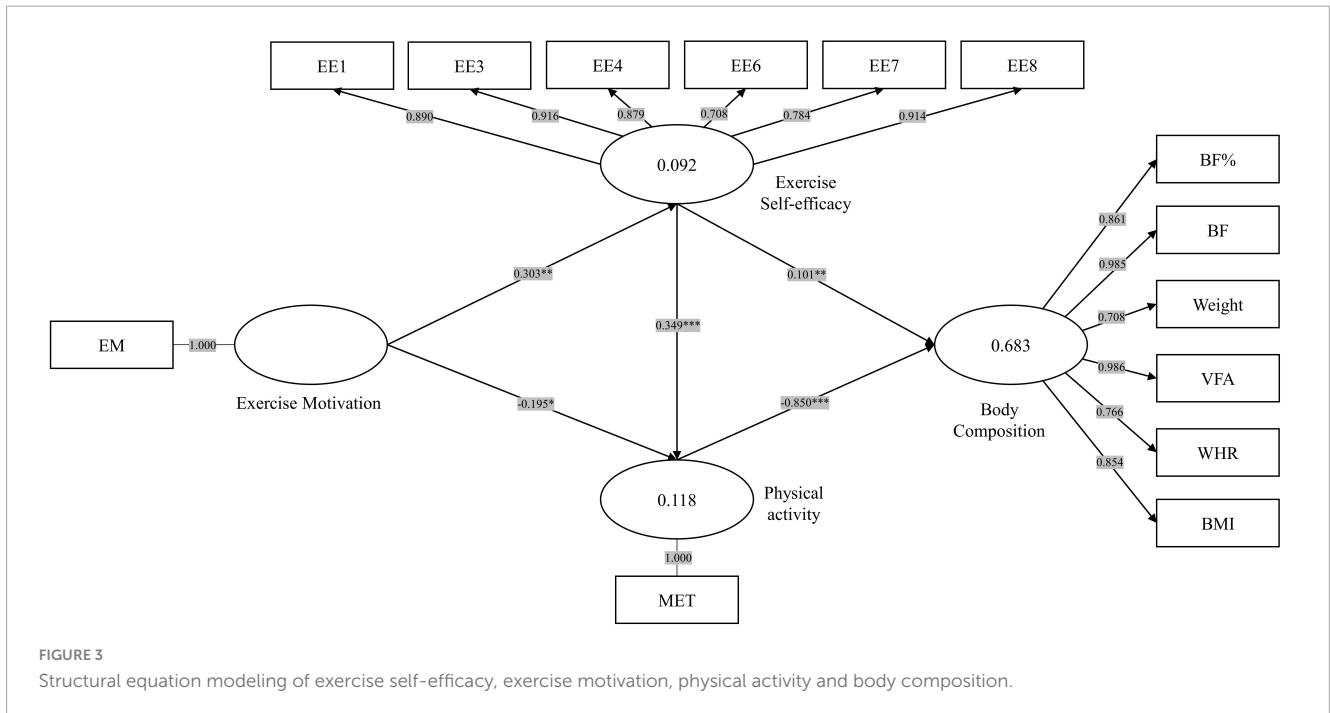 EE1
EE3
EE4
EE6
EE7
EE8
0.890
0.916
0.879
0.708
0.784
0.914
0.092
Exercise
Self-efficacy
BF%
0.861
BF
0.985
Weight
0.708
VFA
0.986
WHR
0.766
BMI
0.854
0.303**
0.101**
0.349***
EM
1.000
Exercise Motivation
0.683
Body
Composition
-0.195*
-0.850***
0.118
Physical
activity
1.000
MET
FIGURE 3
Structural equation modeling of exercise self-efficacy, exercise motivation, physical activity and body composition.